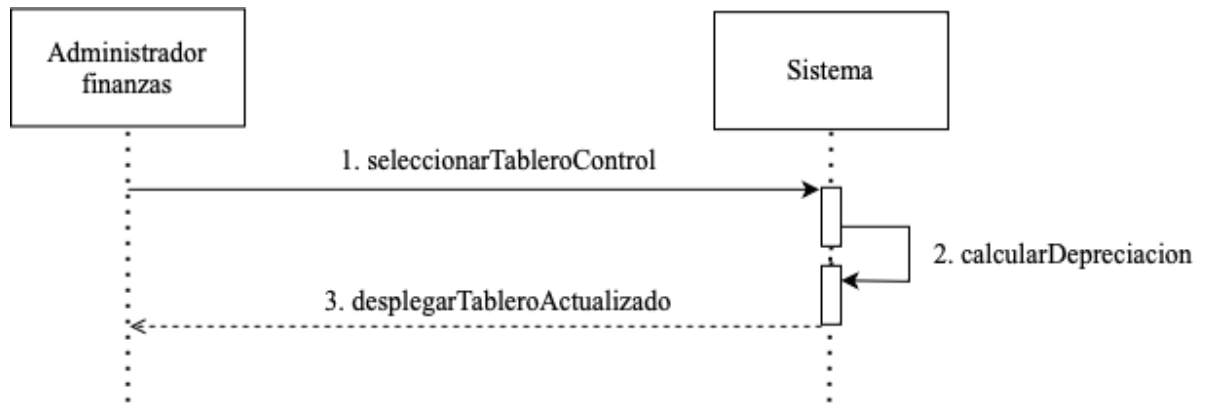 Administrador
finanzas
Sistema
1. seleccionarTableroControl
2. calcularDepreciacion
3. desplegarTableroActualizado